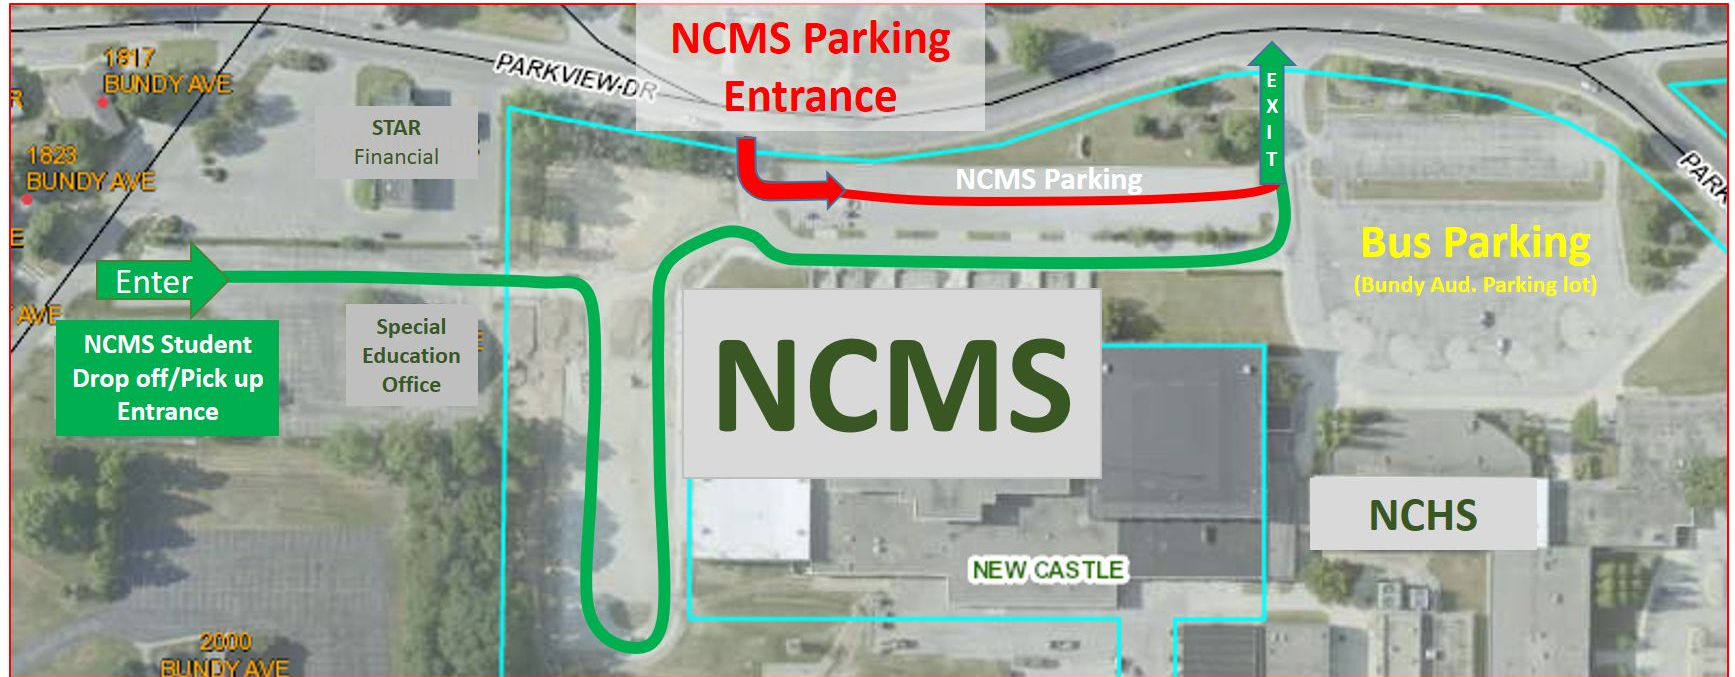 NCMS Parking
Entrance
1817
BUNDY AVE
PARKVIEW-DR
STAR
Financial
1823
BUNDY AVE
EXIT
NCMS Parking
PARK
Bus Parking
(Bundy Aud. Parking lot)
Enter
AVE
NCMS Student
Drop off/Pick up
Entrance
Special
Education
Office
NCMS
NCHS
NEW CASTLE
2000
BUNDY AVE